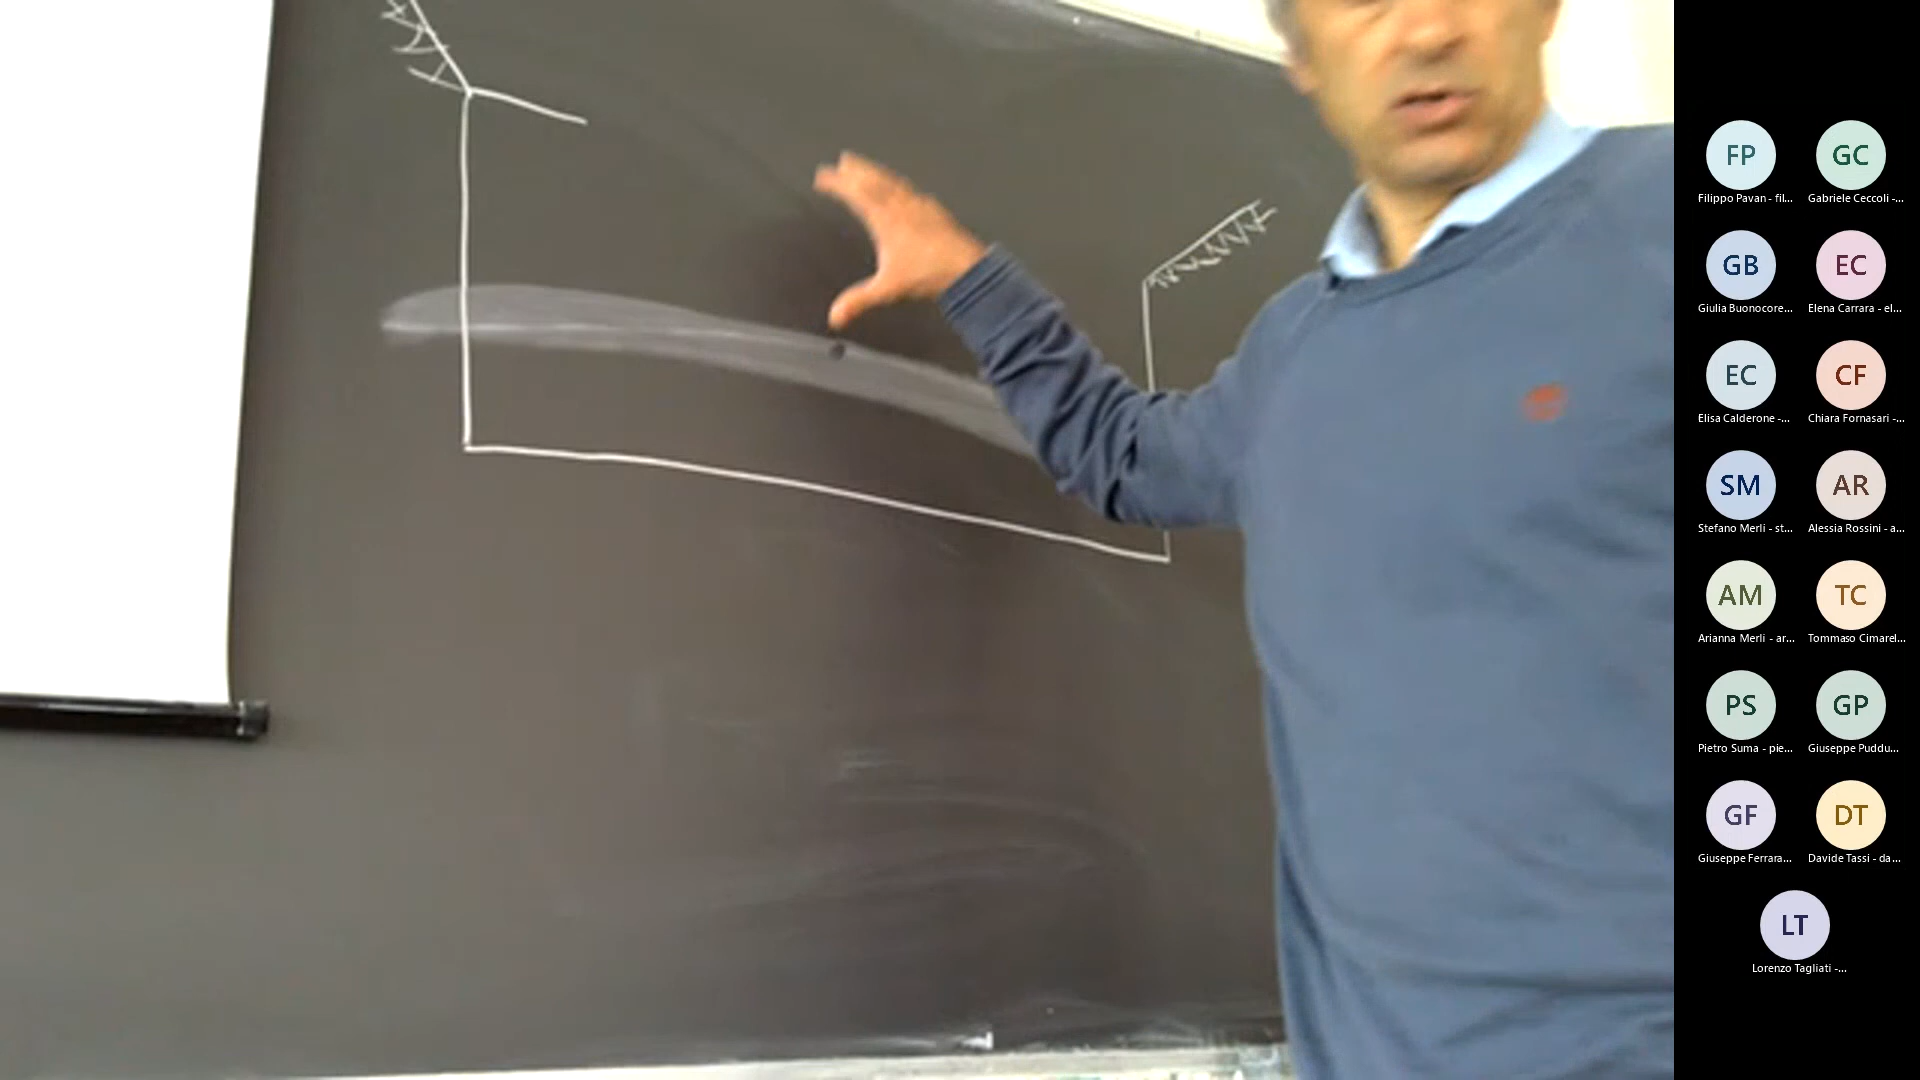 FP GC
Filippo Pavan - fil... Gabriele Ceccoli -...
GB EC
Giulia Buonocore... Elena Carrara - el...
EC CF
Elisa Calderone -... Chiara Fornasari -...
SM AR
Stefano Merli - st... Alessia Rossini - a...
AM TC
Arianna Merli - ar... Tommaso Cimarel...
PS GP
Pietro Suma - pie... Giuseppe Puddu...
GF DT
Giuseppe Ferrara... Davide Tassi - da...
LT
Lorenzo Tagliati -...